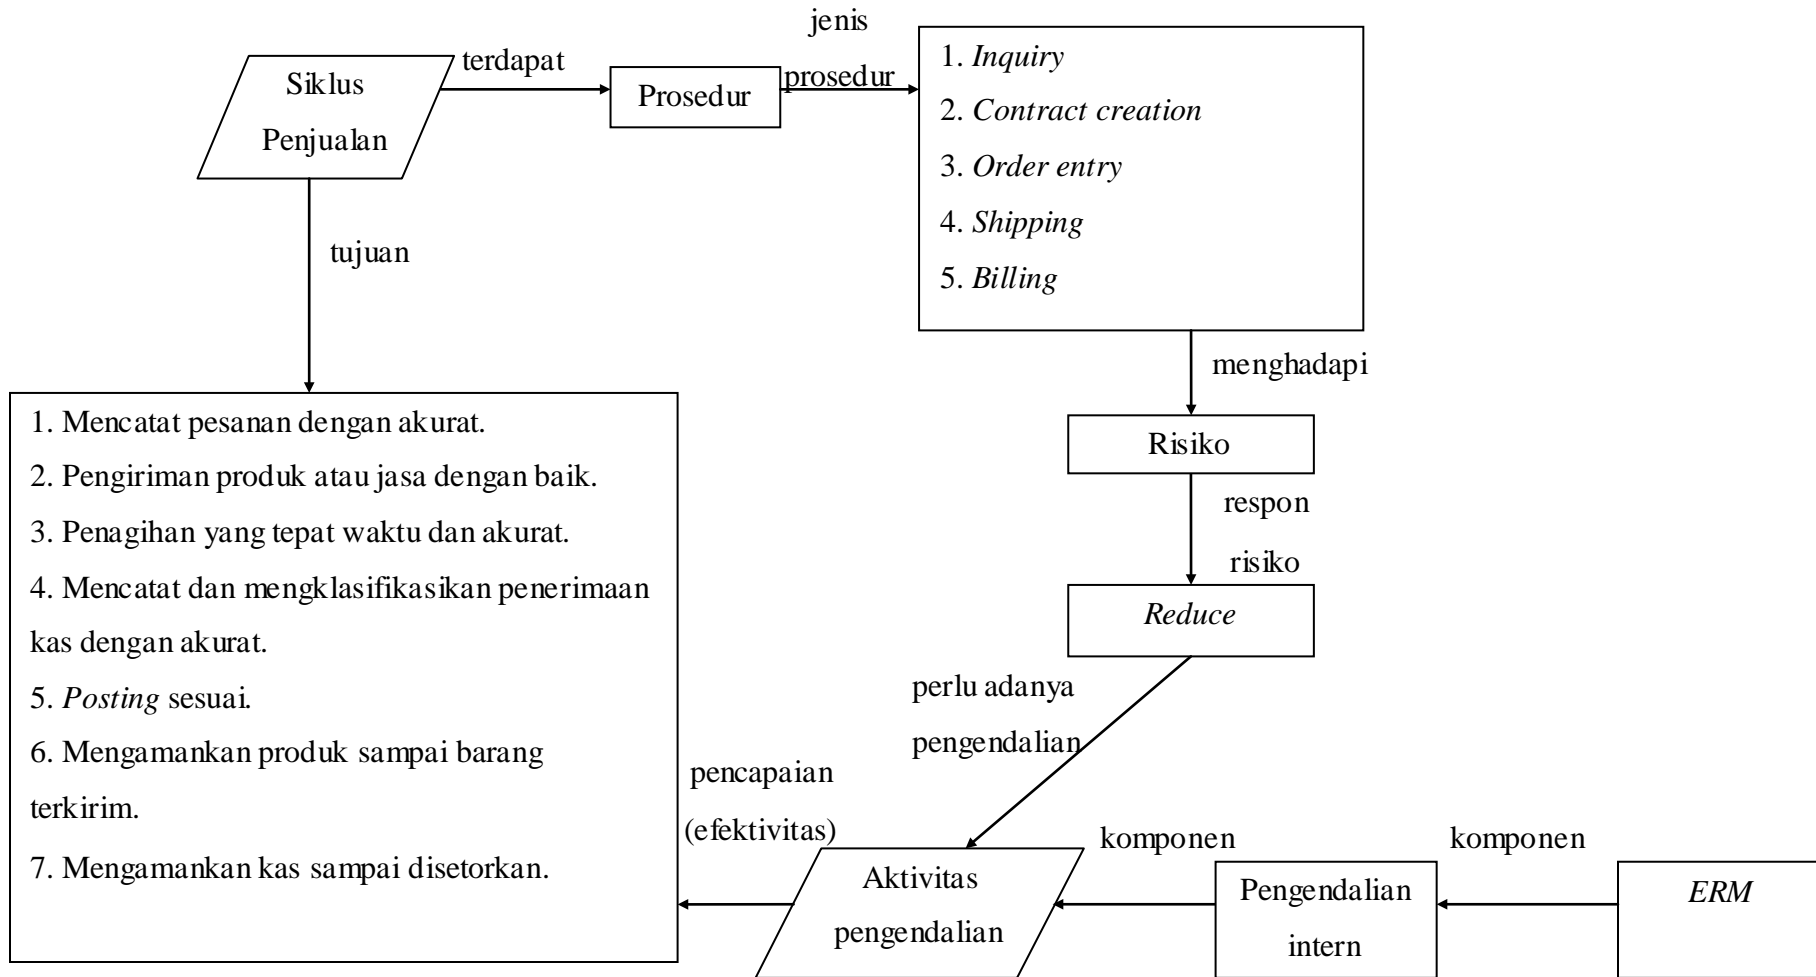 Siklus
Penjualan
terdapat
Prosedur
jenis
prosedur
1. Inquiry
2. Contract creation
3. Order entry
4. Shipping
5. Billing
tujuan
menghadapi
Risiko
respon
risiko
Reduce
perlu adanya
pengendalian
1. Mencatat pesanan dengan akurat.
2. Pengiriman produk atau jasa dengan baik.
3. Penagihan yang tepat waktu dan akurat.
4. Mencatat dan mengklasifikasikan penerimaan
kas dengan akurat.
5. Posting sesuai.
6. Mengamankan produk sampai barang
terkirim.
7. Mengamankan kas sampai disetorkan.
pencapaian
(efektivitas)
Aktivitas
pengendalian
komponen
Pengendalian
intern
komponen
ERM